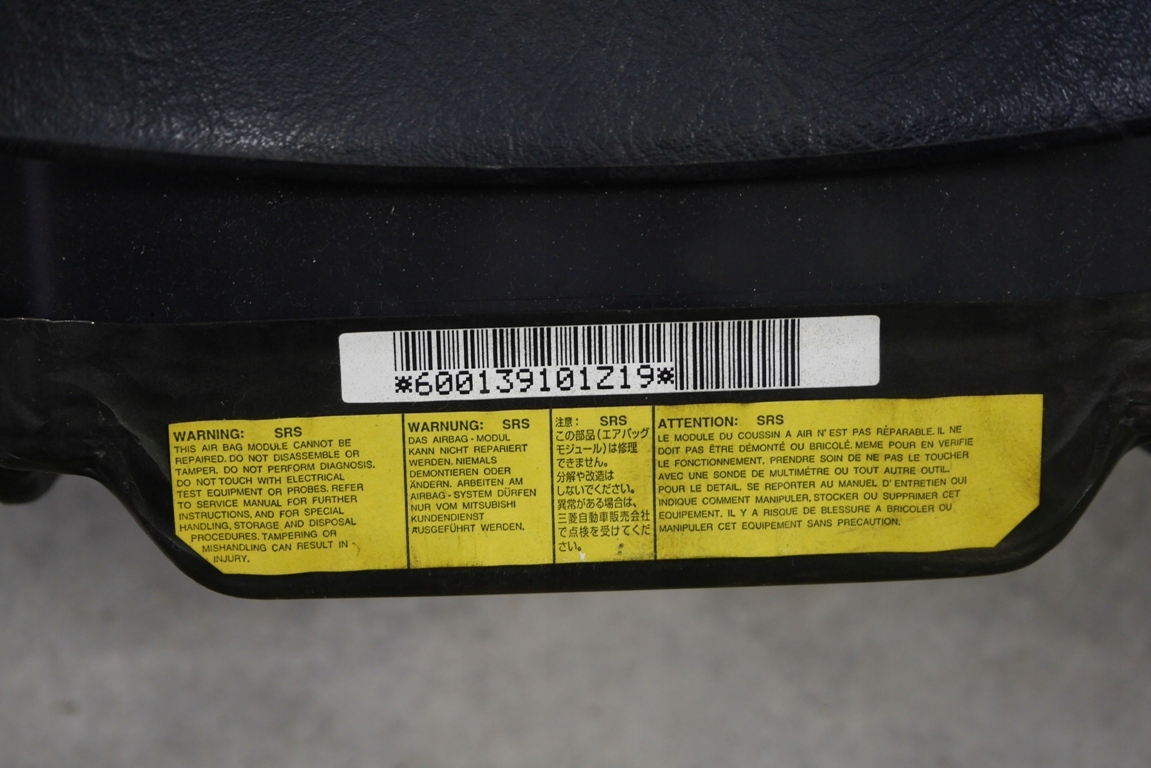 *600139101Z19*
WARNING: SRS
THIS AIR BAG MODULE CANNOT BE
REPAIRED. DO NOT DISASSEMBLE OR
TAMPER. DO NOT PERFORM DIAGNOSIS.
DO NOT TOUCH WITH ELECTRICAL
TEST EQUIPMENT OR PROBES. REFER
TO SERVICE MANUAL FOR FURTHER
INSTRUCTIONS, AND FOR SPECIAL
HANDLING, STORAGE AND DISPOSAL
PROCEDURES. TAMPERING OR
MISHANDLING CAN RESULT IN
INJURY.
WARNUNG: SRS
DAS AIRBAG-MODUL
KANN NICHT REPARIERT
WERDEN. NIEMALS
DEMONTIEREN ODER
ÄNDERN. ARBEITEN AM
AIRBAG-SYSTEM DÜRFEN
NUR VOM MITSUBISHI
KUNDENDIENST
AUSGEFÜHRT WERDEN.
注意: SRS
この部品(エアバッグ
モジュール)は修理
できません。
分解や改造は
しないでください。
異常がある場合は、
三菱自動車販売会社
で点検を受けてくだ
さい。
ATTENTION: SRS
LE MODULE DU COUSSIN A AIR N'EST PAS RÉPARABLE. IL NE
DOIT PAS ÊTRE DÉMONTÉ OU BRICOLÉ. MEME POUR EN VERIFIE
LE FONCTIONNEMENT. PRENDRE SOIN DE NE PAS LE TOUCHER
AVEC UNE SONDE DE MULTIMÉTRE OU TOUT AUTRE OUTIL.
POUR LE DETAIL. SE REPORTER AU MANUEL D'ENTRETIEN QUI
INDIQUE COMMENT MANIPULER, STOCKER OU SUPPRIMER CET
EQUIPEMENT. IL Y A RISQUE DE BLESSURE A BRICOLER OU
MANIPULER CET EQUIPEMENT SANS PRECAUTION.